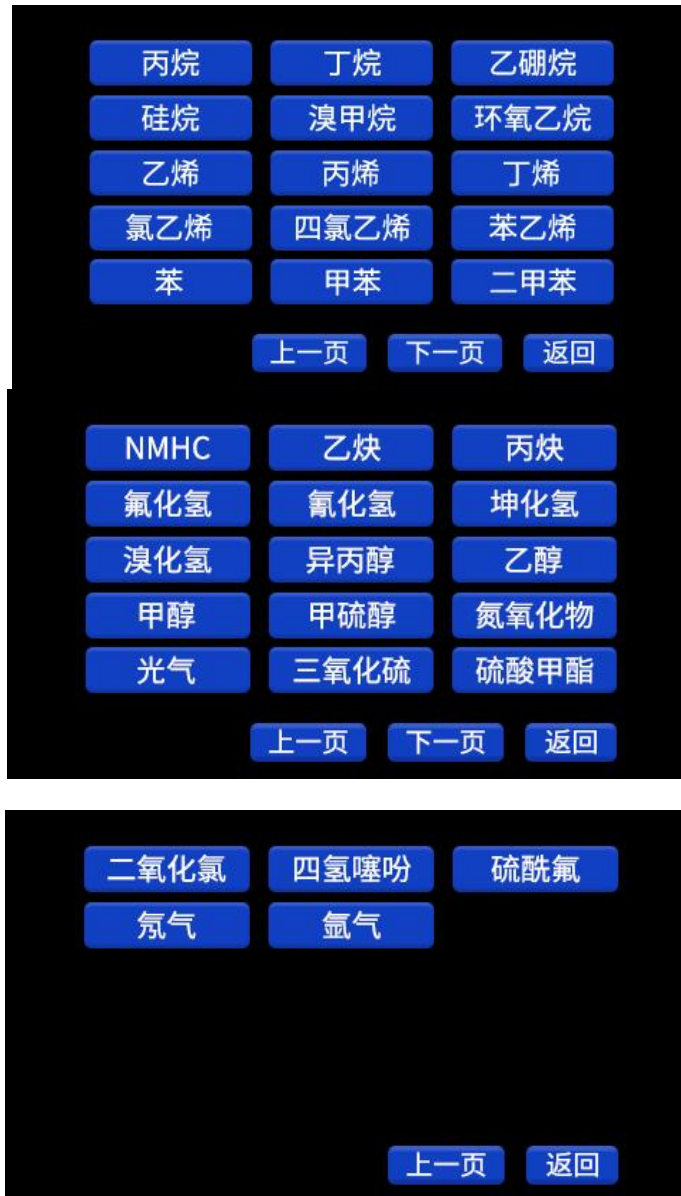 丙烷 丁烷 乙硼烷
硅烷 溴甲烷 环氧乙烷
乙烯 丙烯 丁烯
氯乙烯 四氯乙烯 苯乙烯
苯 甲苯 二甲苯
上一页 下一页 返回
NMHC 乙炔 丙炔
氟化氢 氰化氢 坤化氢
溴化氢 异丙醇 乙醇
甲醇 甲硫醇 氮氧化物
光气 三氧化硫 硫酸甲酯
上一页 下一页 返回
二氧化氯 四氢噻吩 硫酰氟
氖气 氩气
上一页 返回